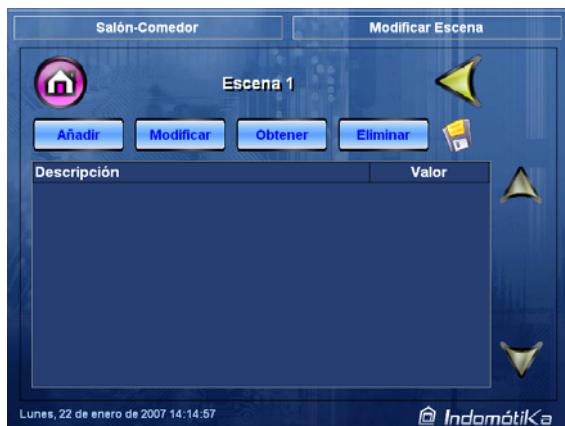 Salón-Comedor Modificar Escena
Escena 1
Añadir Modificar Obtener Eliminar
Descripción Valor
Lunes, 22 de enero de 2007 14:14:57 IndomótiKa